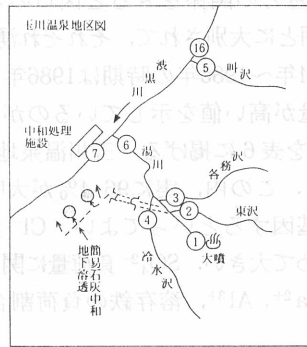 玉川温泉地区図
渋黒川
叫沢
16
5
中和処理
施設
7
6
湯川
各務沢
3
2
東沢
4
1
大噴
冷水沢
簡易石灰中和
地下溶透